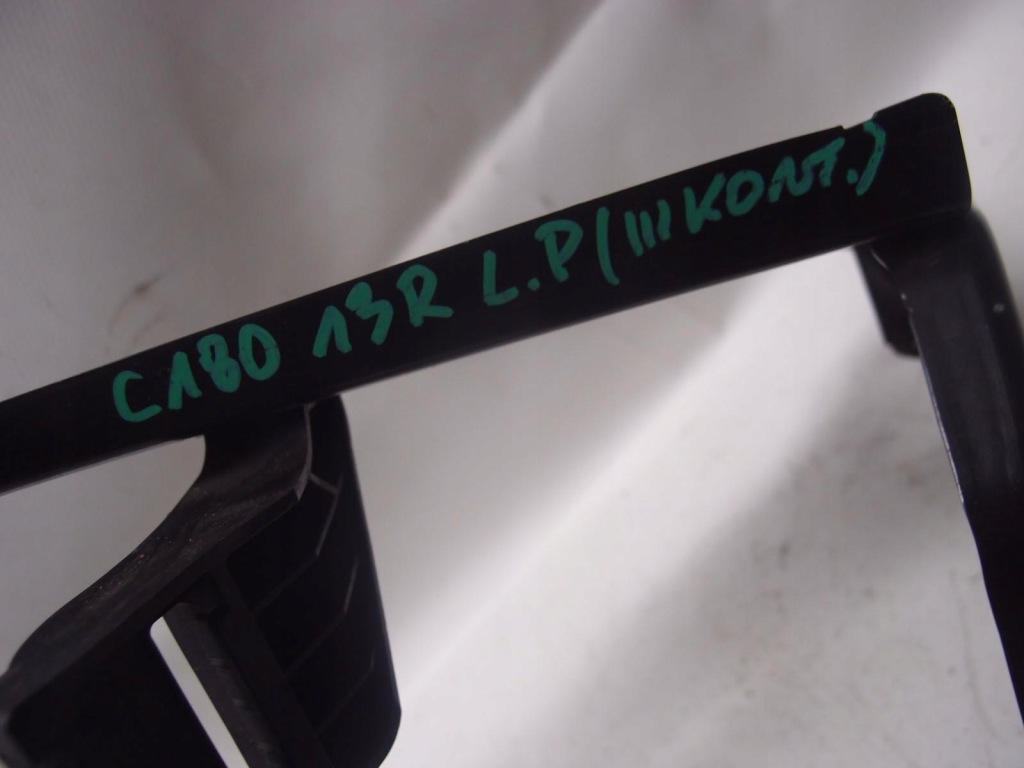 C180 13R L.P (III KONT.)